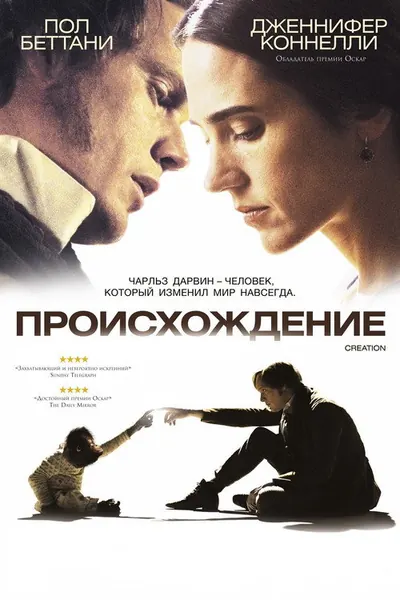 ПОЛ
БЕТТАНИ
ДЖЕННИФЕР
КОННЕЛЛИ
ОБЛАДАТЕЛЬ ПРЕМИИ ОСКАР
ЧАРЛЬЗ ДАРВИН – ЧЕЛОВЕК,
КОТОРЫЙ ИЗМЕНИЛ МИР НАВСЕГДА.
ПРОИСХОЖДЕНИЕ
CREATION
«ЗАХВАТЫВАЮЩИЙ И НЕВЕРОЯТНО ИСКРЕННИЙ»
SUNDAY TELEGRAPH
«ДОСТОЙНЫЙ ПРЕМИИ ОСКАР»
THE DAILY MIRROR